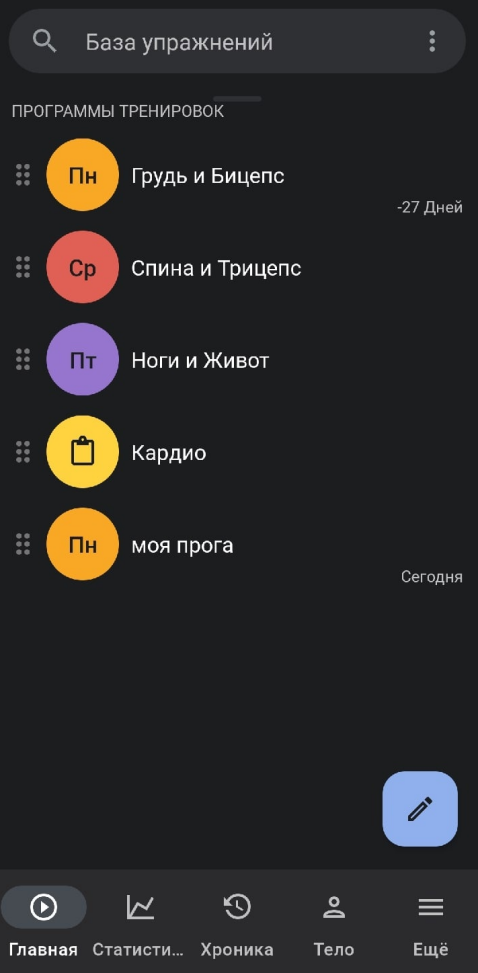 База упражнений
ПРОГРАММЫ ТРЕНИРОВОК
Пн
Грудь и Бицепс
-27 Дней
Ср
Спина и Трицепс
Пт
Ноги и Живот
Кардио
Пн
моя прога
Сегодня
Главная Статисти... Хроника Тело Ещё